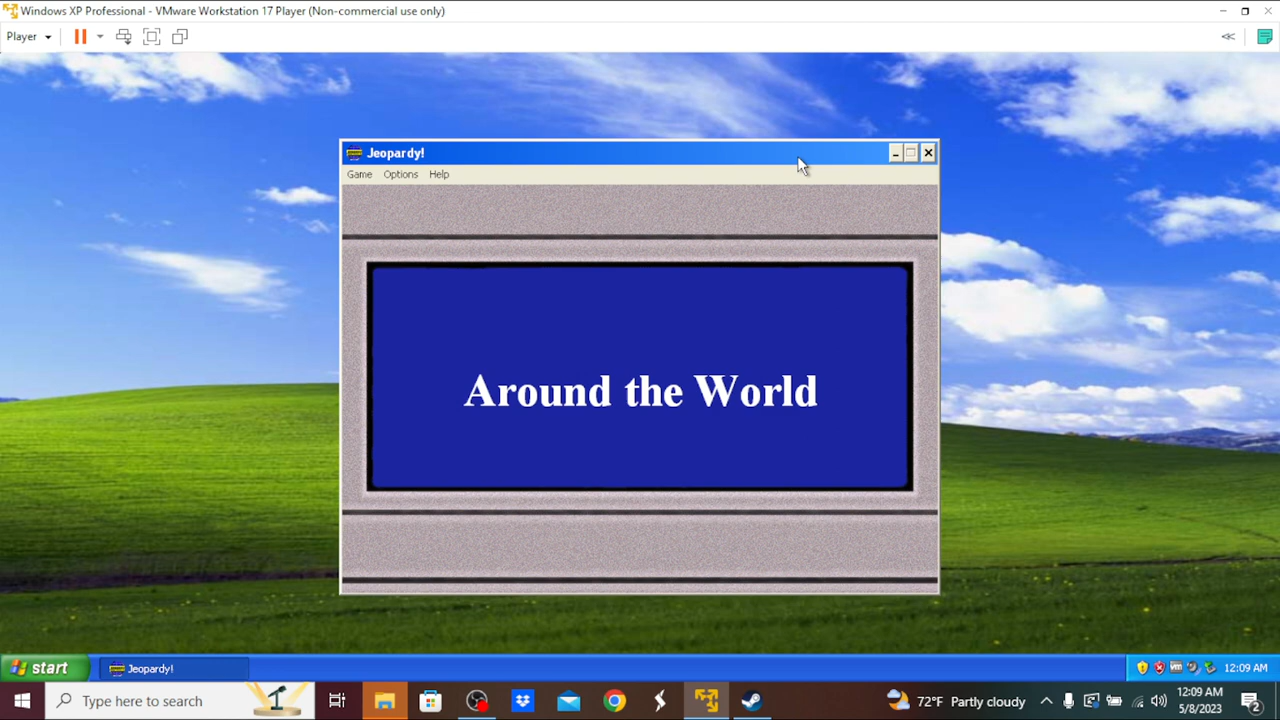 Windows XP Professional - VMware Workstation 17 Player (Non-commercial use only)
Player
Jeopardy!
Game Options Help
Around the World
start Jeopardy! 12:09 AM
Type here to search 72°F Partly cloudy 12:09 AM
5/8/2023
2